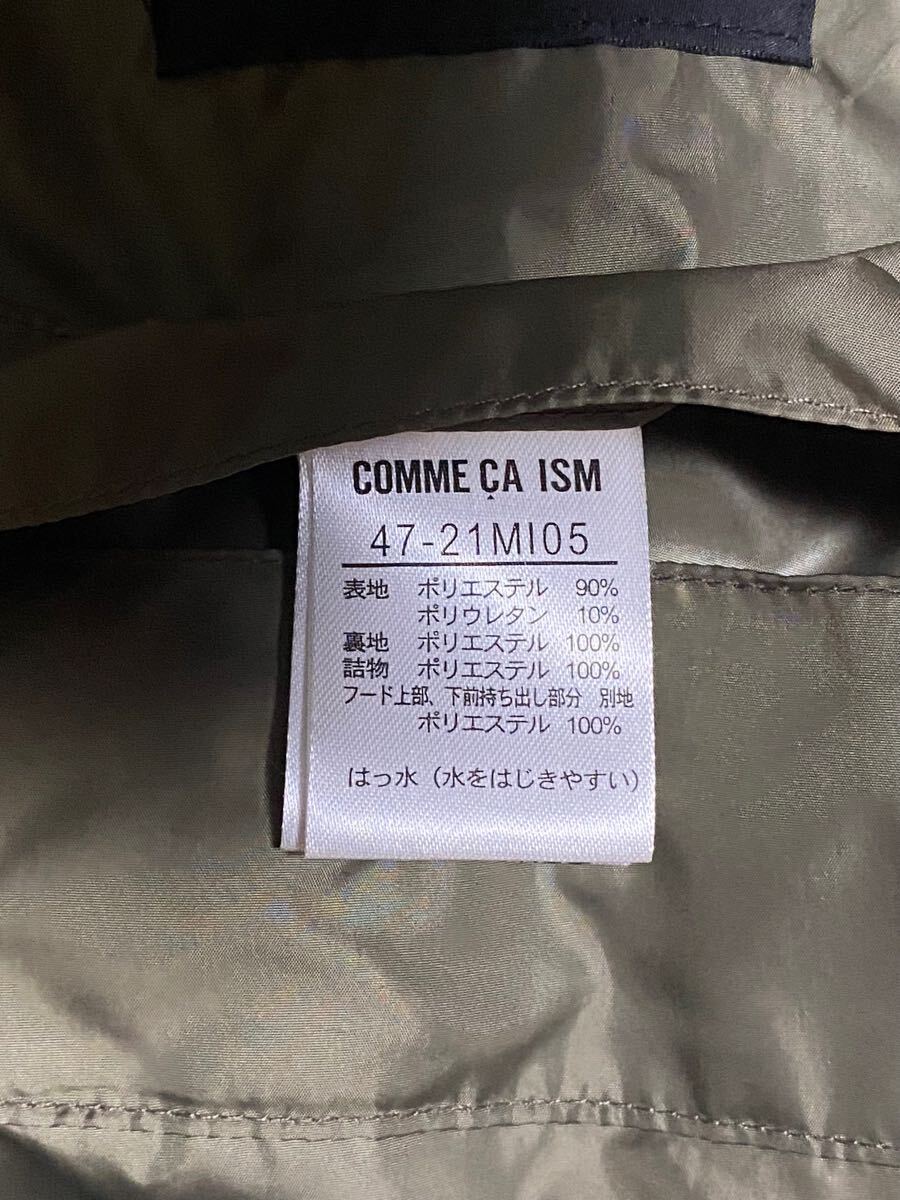 COMME ÇA ISM
47-21MI05
表地 ポリエステル 90%
ポリウレタン 10%
裏地 ポリエステル 100%
詰物 ポリエステル 100%
フード上部、下前持ち出し部分 別地
ポリエステル 100%
はっ水（水をはじきやすい）